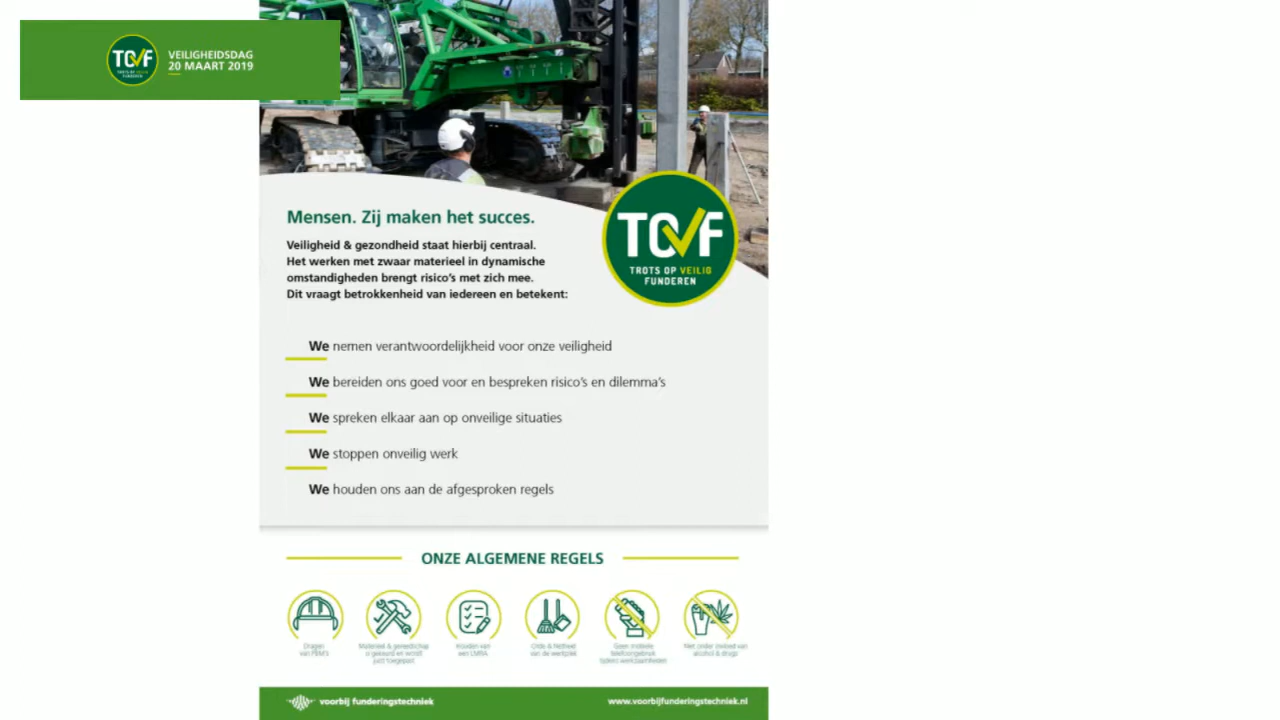 TOVF
TROTS OP VEILIG
FUNDEREN
VEILIGHEIDSDAG
20 MAART 2019
Mensen. Zij maken het succes.
Veiligheid & gezondheid staat hierbij centraal.
Het werken met zwaar materieel in dynamische
omstandigheden brengt risico's met zich mee.
Dit vraagt betrokkenheid van iedereen en betekent:
TOVF
TROTS OP VEILIG
FUNDEREN
We nemen verantwoordelijkheid voor onze veiligheid
We bereiden ons goed voor en bespreken risico's en dilemma's
We spreken elkaar aan op onveilige situaties
We stoppen onveilig werk
We houden ons aan de afgesproken regels
ONZE ALGEMENE REGELS
Dragen
van PBM's
Materieel & gereedschap
is gekeurd en wordt
juist toegepast
Houden van
een LMRA
Orde & Netheid
van de werkplek
Geen mobiele
telefoongebruik
tijdens werkzaamheden
Niet onder invloed van
alcohol & drugs
voorbij funderingstechniek
www.voorbijfunderingstechniek.nl